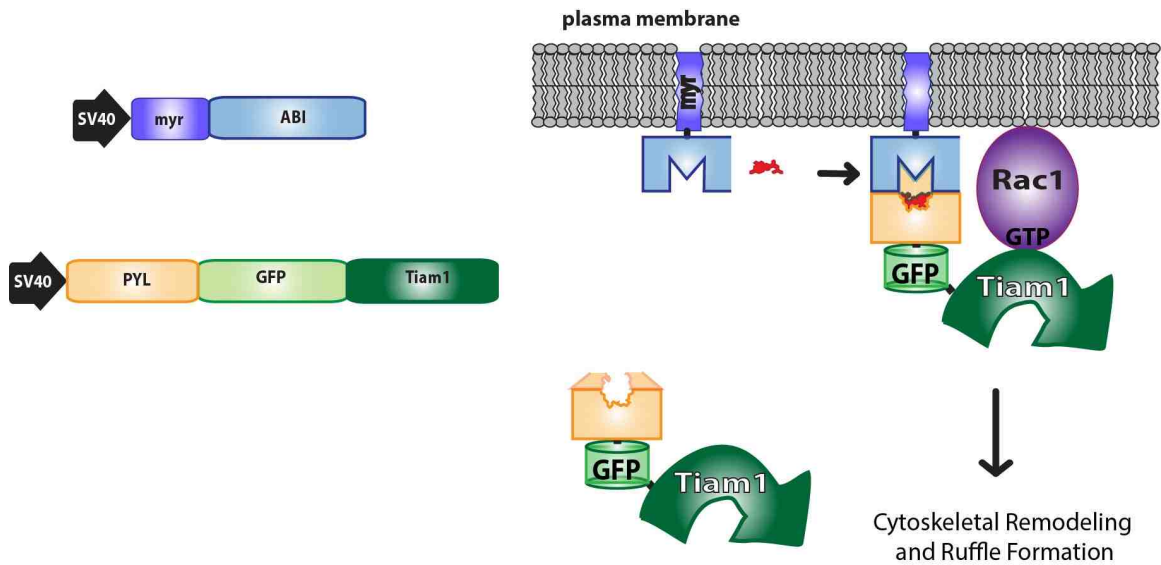 plasma membrane
SV40
myr
ABI
myr
Rac1
GTP
SV40
PYL
GFP
Tiam1
GFP
Tiam1
GFP
Tiam1
Cytoskeletal Remodeling
and Ruffle Formation